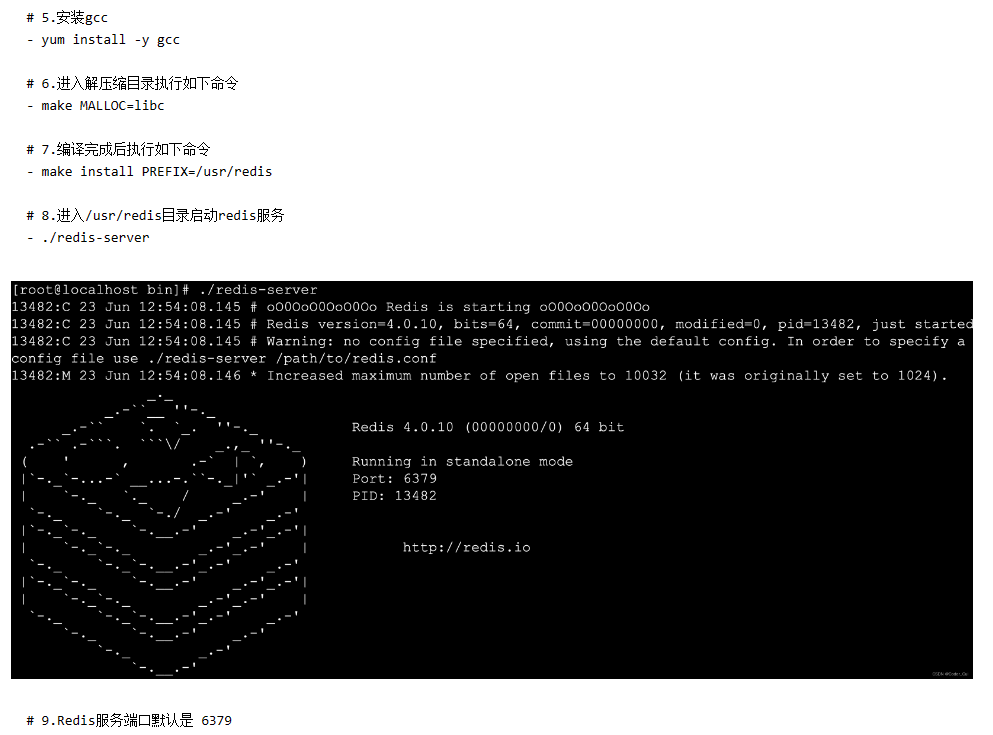 # 5.安装gcc
- yum install -y gcc
# 6.进入解压缩目录执行如下命令
- make MALLOC=libc
# 7.编译完成后执行如下命令
- make install PREFIX=/usr/redis
# 8.进入/usr/redis目录启动redis服务
- ./redis-server
[root@localhost bin]# ./redis-server
13482:C 23 Jun 12:54:08.145 # oO0OoO0OoO0Oo Redis is starting oO0OoO0OoO0Oo
13482:C 23 Jun 12:54:08.145 # Redis version=4.0.10, bits=64, commit=00000000, modified=0, pid=13482, just started
13482:C 23 Jun 12:54:08.145 # Warning: no config file specified, using the default config. In order to specify a
config file use ./redis-server /path/to/redis.conf
13482:M 23 Jun 12:54:08.146 * Increased maximum number of open files to 10032 (it was originally set to 1024).
Redis 4.0.10 (00000000/0) 64 bit
Running in standalone mode
Port: 6379
PID: 13482
http://redis.io
# 9.Redis服务端口默认是 6379